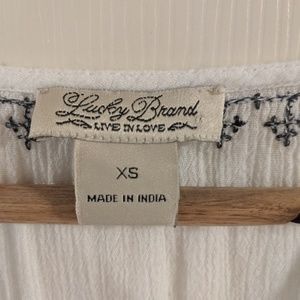 Lucky Brand
LIVE IN LOVE
XS
MADE IN INDIA